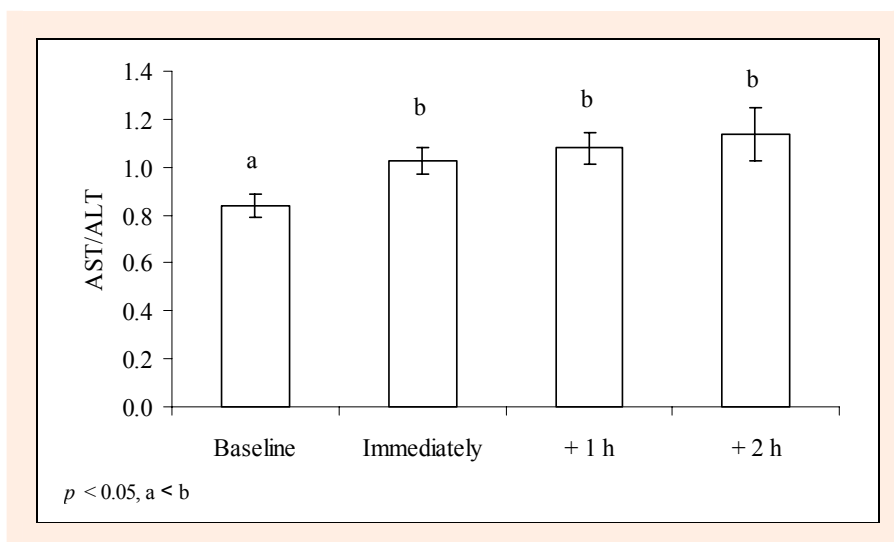 1.4
b
1.2
b
b
a
1.0
0.8
0.6
0.4
0.2
0.0
AST/ALT
Baseline Immediately + 1 h + 2 h
p < 0.05, a < b